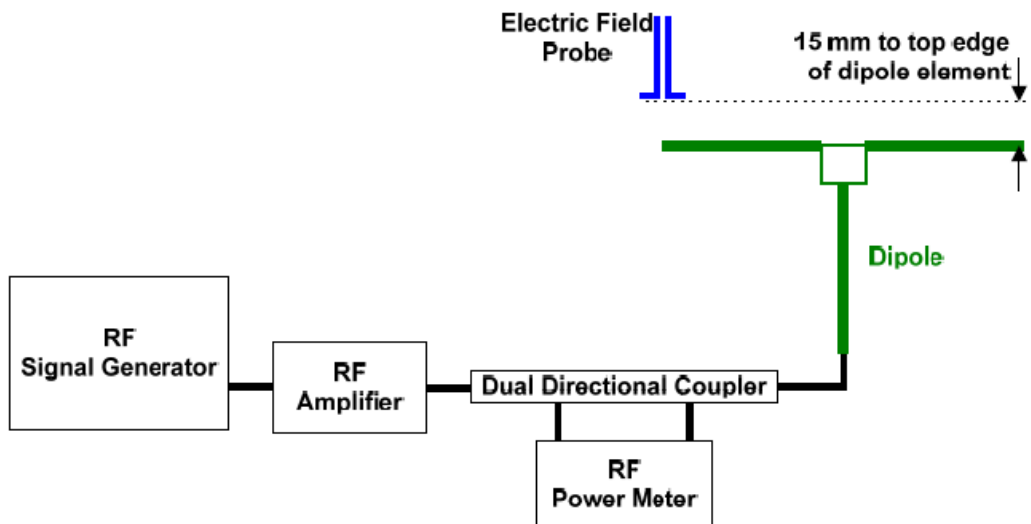 Electric Field
Probe
15 mm to top edge
of dipole element
Dipole
RF
Signal Generator
RF
Amplifier
Dual Directional Coupler
RF
Power Meter